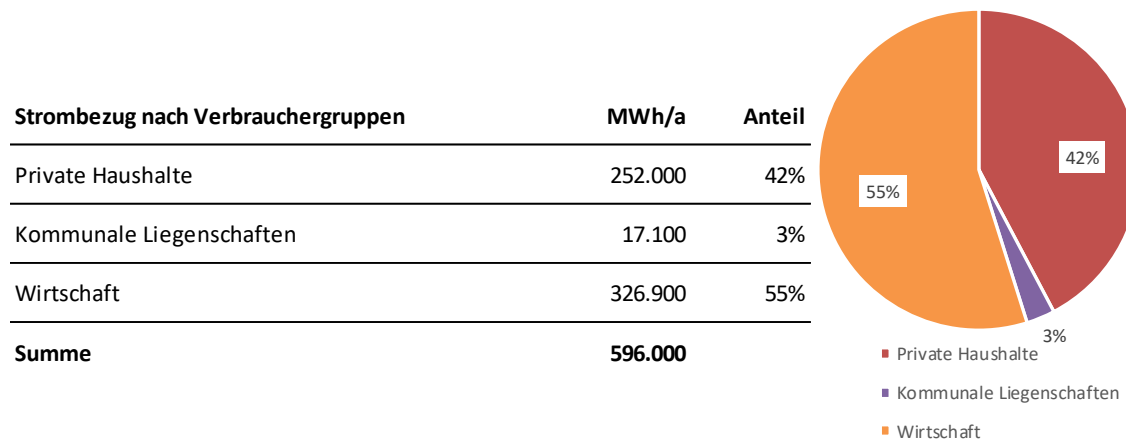 Strombezug nach Verbrauchergruppen MWh/a Anteil
Private Haushalte 252.000 42%
Kommunale Liegenschaften 17.100 3%
Wirtschaft 326.900 55%
Summe 596.000
42%
55%
3%
Private Haushalte
Kommunale Liegenschaften
Wirtschaft